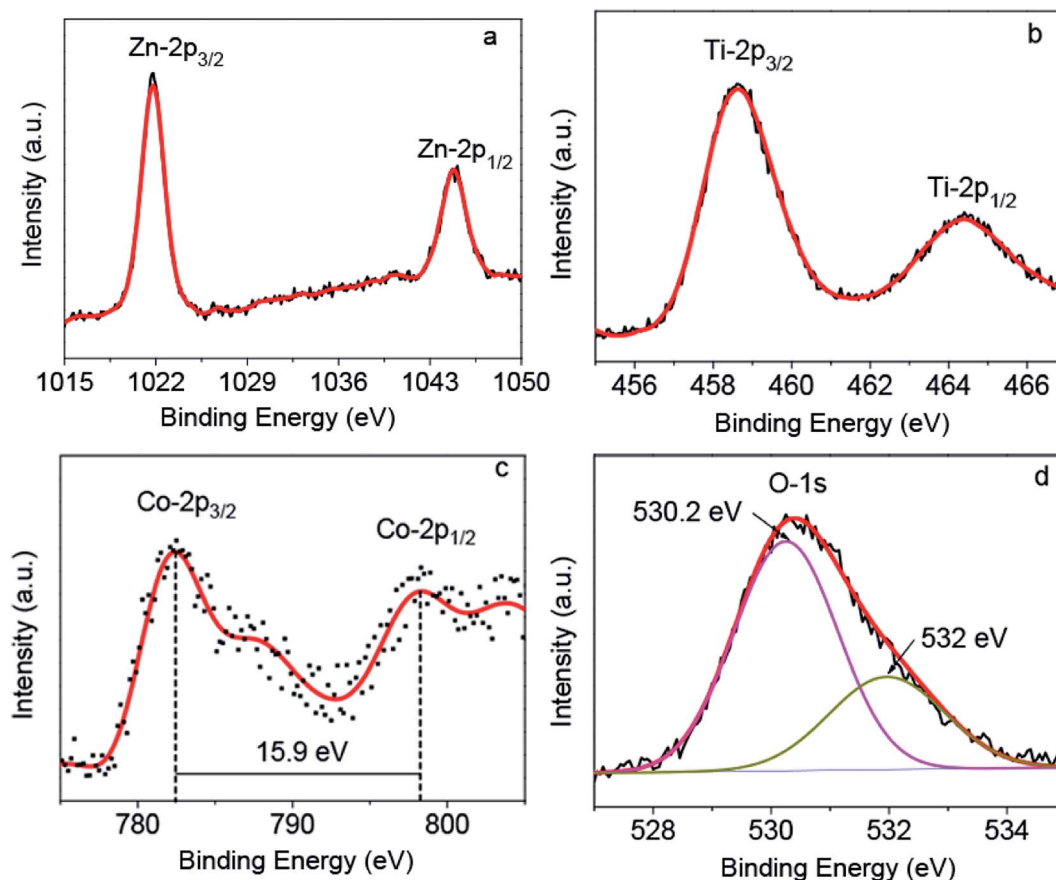 a
Zn-2p3/2
Zn-2p1/2
Intensity (a.u.)
1015 1022 1029 1036 1043 1050
Binding Energy (eV)
b
Ti-2p3/2
Ti-2p1/2
Intensity (a.u.)
456 458 460 462 464 466
Binding Energy (eV)
c
Co-2p3/2
Co-2p1/2
15.9 eV
Intensity (a.u.)
780 790 800
Binding Energy (eV)
d
O-1s
530.2 eV
532 eV
Intensity (a.u.)
528 530 532 534
Binding Energy (eV)